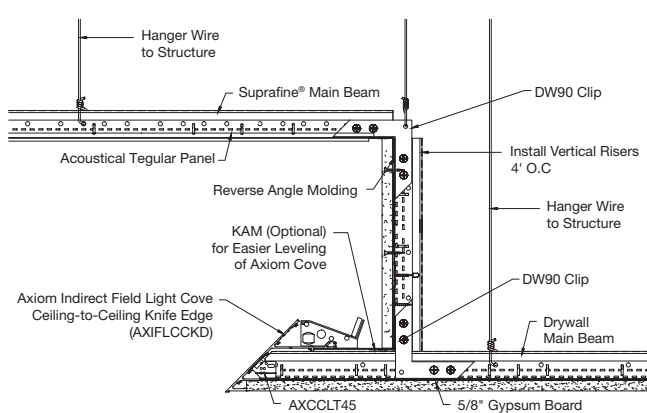 Hanger Wire
to Structure
Suprafine® Main Beam
DW90 Clip
Acoustical Tegular Panel
Install Vertical Risers
4' O.C
Reverse Angle Molding
Hanger Wire
to Structure
KAM (Optional)
for Easier Leveling
of Axiom Cove
DW90 Clip
Axiom Indirect Field Light Cove
Ceiling-to-Ceiling Knife Edge
(AXIFLCCKD)
Drywall
Main Beam
AXCCLT45
5/8" Gypsum Board